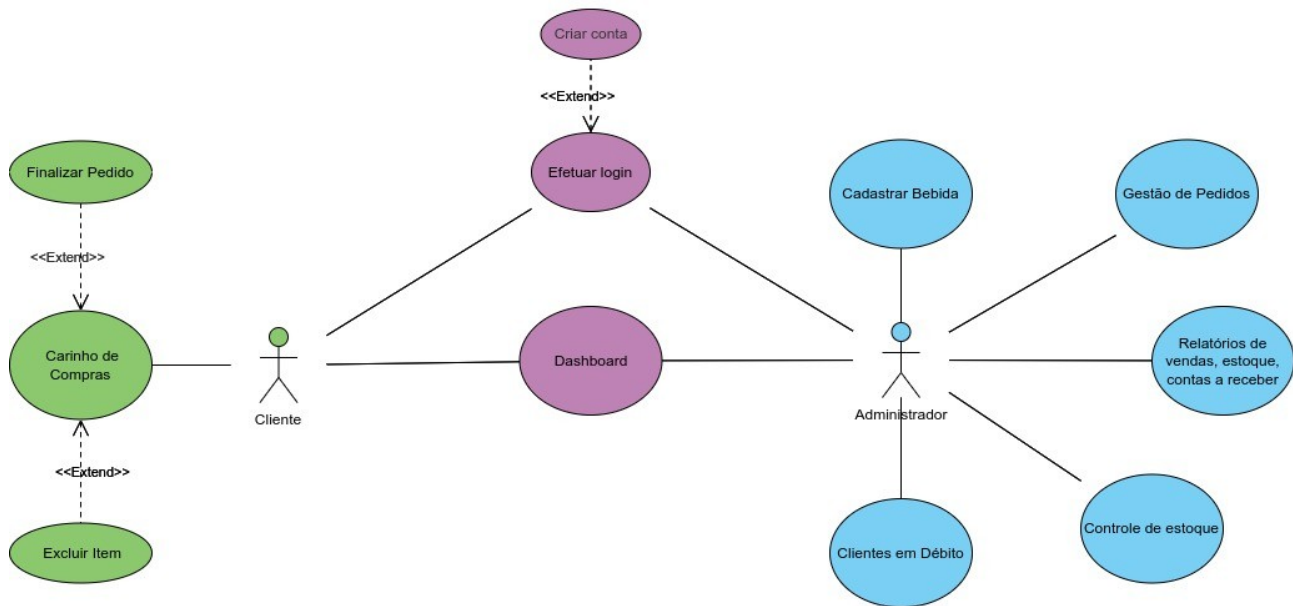 Criar conta
<<Extend>>
Finalizar Pedido
Efetuar login
Cadastrar Bebida
Gestão de Pedidos
<<Extend>>
Carinho de
Compras
Cliente
Dashboard
Administrador
Relatórios de
vendas, estoque,
contas a receber
<<Extend>>
Excluir Item
Clientes em Débito
Controle de estoque